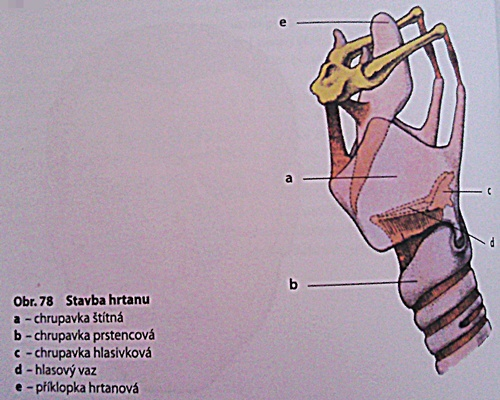 e
a
c
d
b
Obr. 78 Stavba hrtanu
a – chrupavka štítná
b – chrupavka prstencová
c – chrupavka hlasivková
d – hlasový vaz
e – příklopka hrtanová